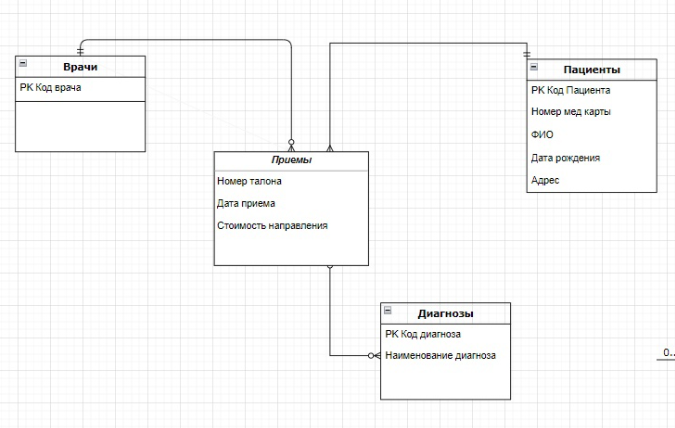 Врачи
PK Код врача
Пациенты
PK Код Пациента
Номер мед карты
ФИО
Дата рождения
Адрес
Приемы
Номер талона
Дата приема
Стоимость направления
Диагнозы
PK Код диагноза
Наименование диагноза
0..